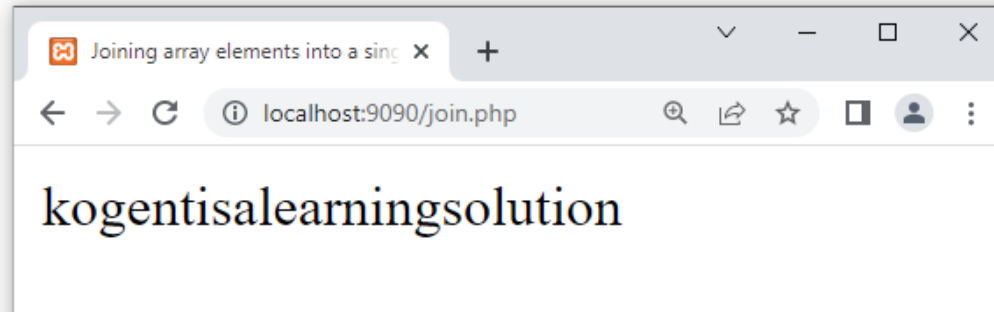 Joining array elements into a sing
localhost:9090/join.php
kogentisalearningsolution